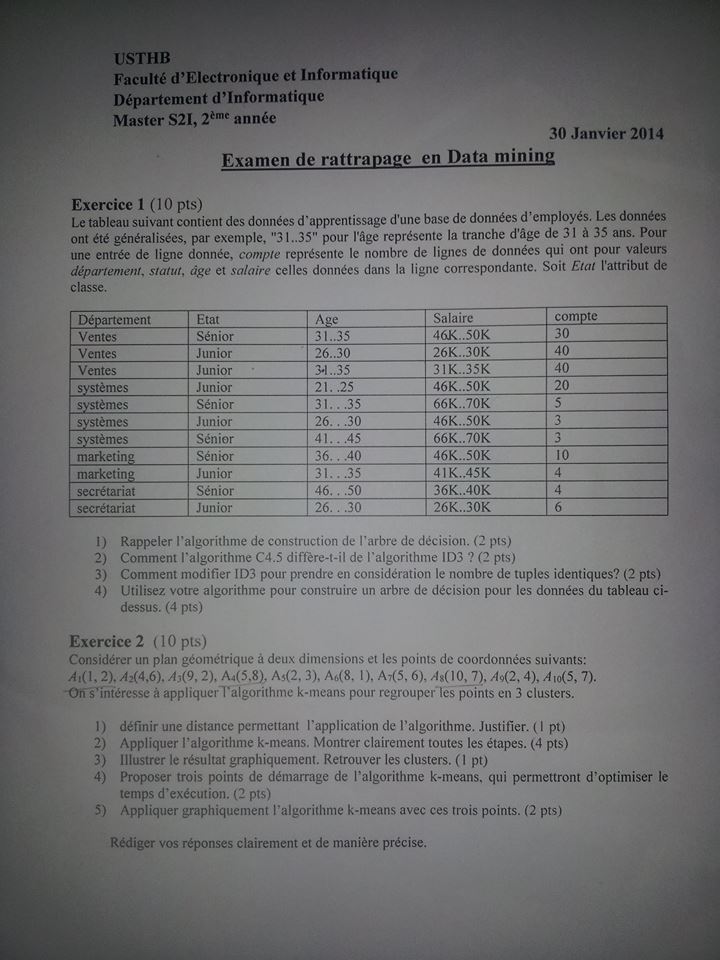 USTHB
Faculté d'Electronique et Informatique
Département d'Informatique
Master S2I, 2ème année
30 Janvier 2014
Examen de rattrapage en Data mining
Exercice 1 (10 pts)
Le tableau suivant contient des données d'apprentissage d'une base de données d'employés. Les données
ont été généralisées, par exemple, "31..35" pour l'âge représente la tranche d'âge de 31 à 35 ans. Pour
une entrée de ligne donnée, compte représente le nombre de lignes de données qui ont pour valeurs
département, statut, âge et salaire celles données dans la ligne correspondante. Soit Etat l'attribut de
classe.
Département Etat Age Salaire compte
Ventes Sénior 31..35 46K..50K 30
Ventes Junior 26..30 26K..30K 40
Ventes Junior 31..35 31K..35K 40
systèmes Junior 21. .25 46K..50K 20
systèmes Sénior 31. . .35 66K..70K 5
systèmes Junior 26. . .30 46K..50K 3
systèmes Sénior 41. . .45 66K..70K 3
marketing Sénior 36. . .40 46K..50K 10
marketing Junior 31. . .35 41K..45K 4
secrétariat Sénior 46. . .50 36K..40K 4
secrétariat Junior 26. . .30 26K..30K 6
1) Rappeler l'algorithme de construction de l'arbre de décision. (2 pts)
2) Comment l'algorithme C4.5 diffère-t-il de l'algorithme ID3 ? (2 pts)
3) Comment modifier ID3 pour prendre en considération le nombre de tuples identiques? (2 pts)
4) Utilisez votre algorithme pour construire un arbre de décision pour les données du tableau ci-
dessus. (4 pts)
Exercice 2 (10 pts)
Considérer un plan géométrique à deux dimensions et les points de coordonnées suivants:
A1(1, 2), A2(4,6), A3(9, 2), A4(5,8), A5(2, 3), A6(8, 1), A7(5, 6), A8(10, 7), A9(2, 4), A10(5, 7).
On s'intéresse à appliquer l'algorithme k-means pour regrouper les points en 3 clusters.
1) définir une distance permettant l'application de l'algorithme. Justifier. (1 pt)
2) Appliquer l'algorithme k-means. Montrer clairement toutes les étapes. (4 pts)
3) Illustrer le résultat graphiquement. Retrouver les clusters. (1 pt)
4) Proposer trois points de démarrage de l'algorithme k-means, qui permettront d'optimiser le
temps d'exécution. (2 pts)
5) Appliquer graphiquement l'algorithme k-means avec ces trois points. (2 pts)
Rédiger vos réponses clairement et de manière précise.